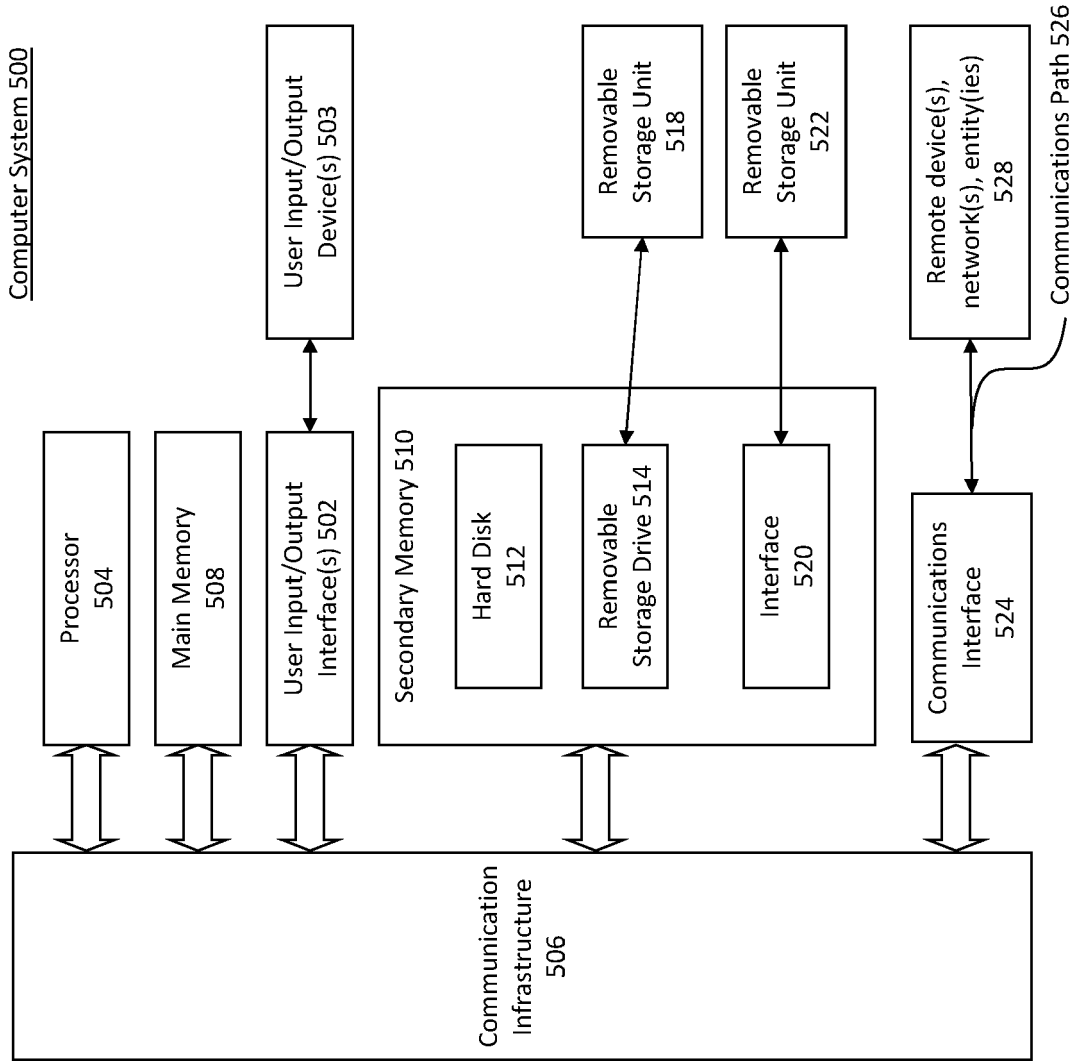 Computer System 500
Processor
504
Main Memory
508
User Input/Output
Interface(s) 502
User Input/Output
Device(s) 503
Secondary Memory 510
Hard Disk
512
Removable
Storage Drive 514
Removable
Storage Unit
518
Interface
520
Removable
Storage Unit
522
Communications
Interface
524
Remote device(s),
network(s), entity(ies)
528
Communications Path 526
Communication
Infrastructure
506